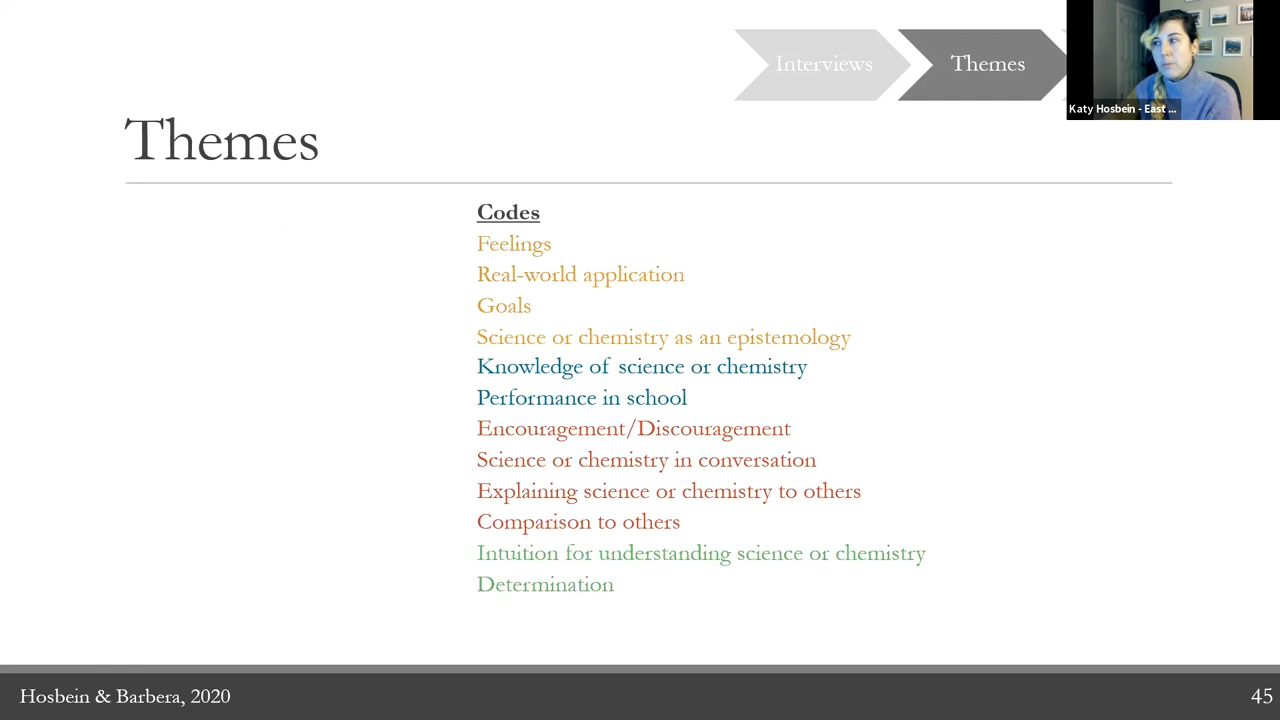 Interviews
Themes
Katy Hosbein - East ...
Themes
Codes
Feelings
Real-world application
Goals
Science or chemistry as an epistemology
Knowledge of science or chemistry
Performance in school
Encouragement/Discouragement
Science or chemistry in conversation
Explaining science or chemistry to others
Comparison to others
Intuition for understanding science or chemistry
Determination
Hosbein & Barbera, 2020
45